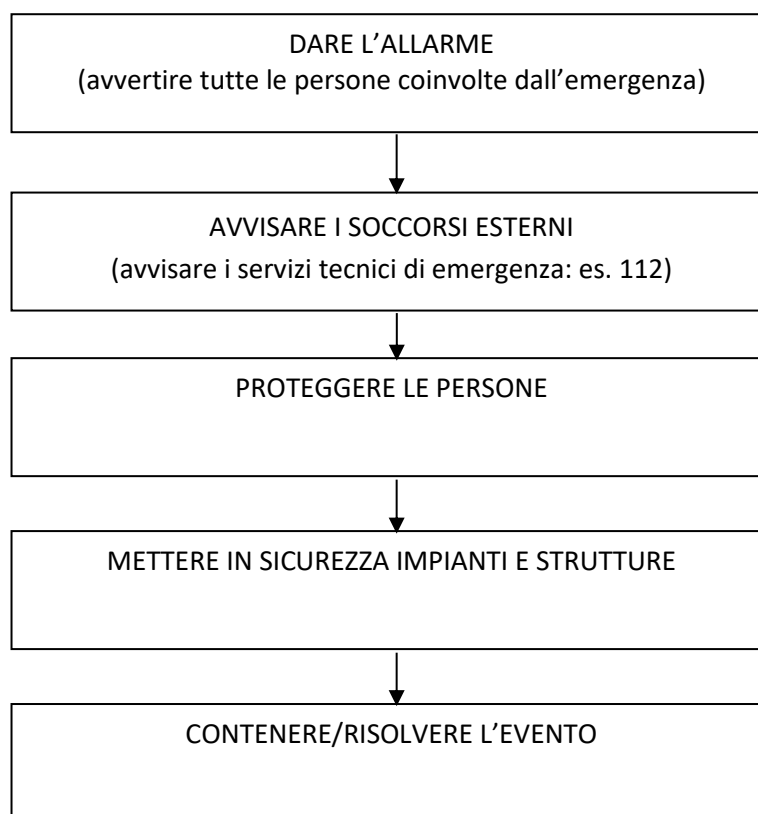 DARE L’ALLARME
(avvertire tutte le persone coinvolte dall’emergenza)
AVVISARE I SOCCORSI ESTERNI
(avvisare i servizi tecnici di emergenza: es. 112)
PROTEGGERE LE PERSONE
METTERE IN SICUREZZA IMPIANTI E STRUTTURE
CONTENERE/RISOLVERE L’EVENTO